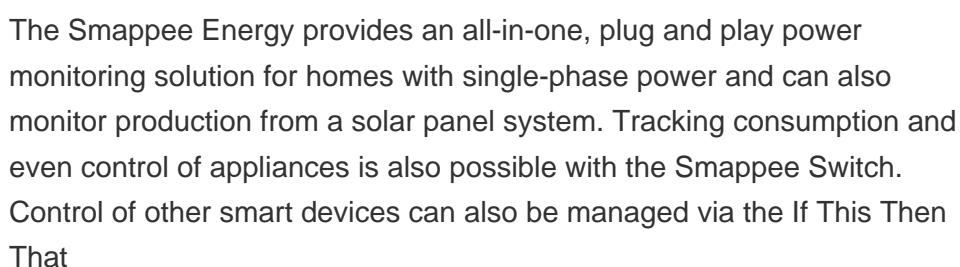 The Smappee Energy provides an all-in-one, plug and play power
monitoring solution for homes with single-phase power and can also
monitor production from a solar panel system. Tracking consumption and
even control of appliances is also possible with the Smappee Switch.
Control of other smart devices can also be managed via the If This Then
That